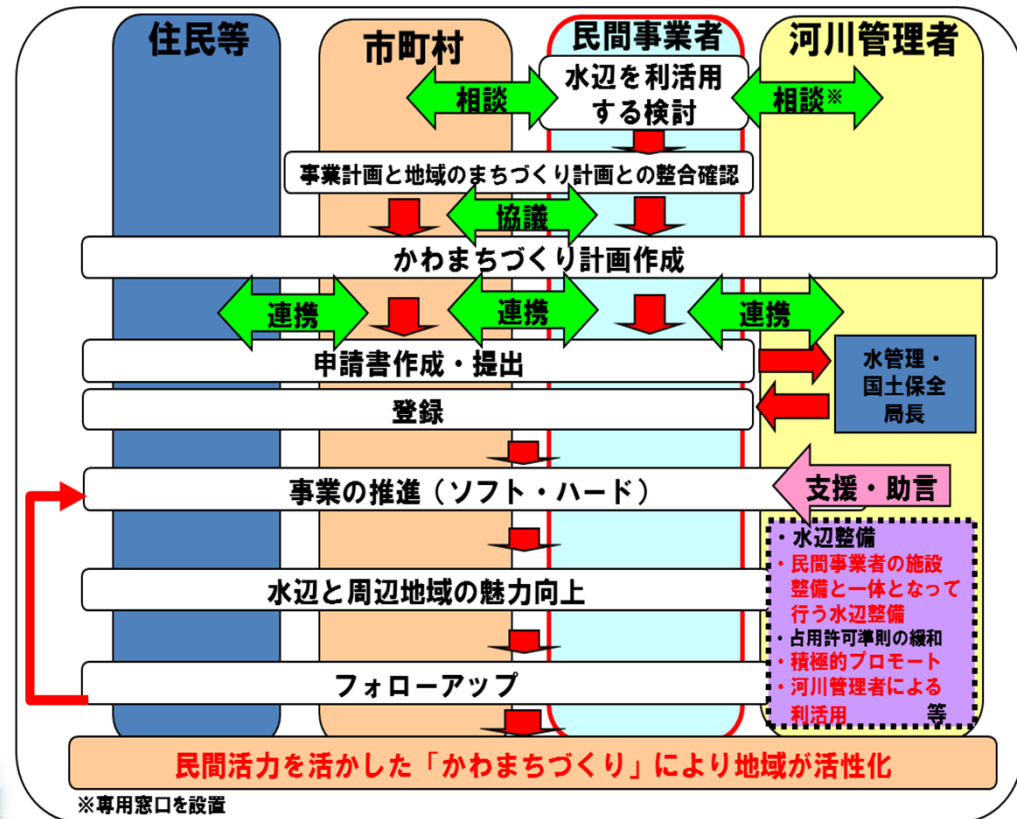 住民等
市町村
民間事業者
河川管理者
相談
水辺を利活用
する検討
相談※
事業計画と地域のまちづくり計画との整合確認
協議
かわまちづくり計画作成
連携
連携
連携
申請書作成・提出
水管理・
国土保全
局長
登録
事業の推進（ソフト・ハード）
支援・助言
・水辺整備
・民間事業者の施設
整備と一体となって
行う水辺整備
・占用許可準則の緩和
・積極的プロモート
・河川管理者による
利活用　等
水辺と周辺地域の魅力向上
フォローアップ
民間活力を活かした「かわまちづくり」により地域が活性化
※専用窓口を設置